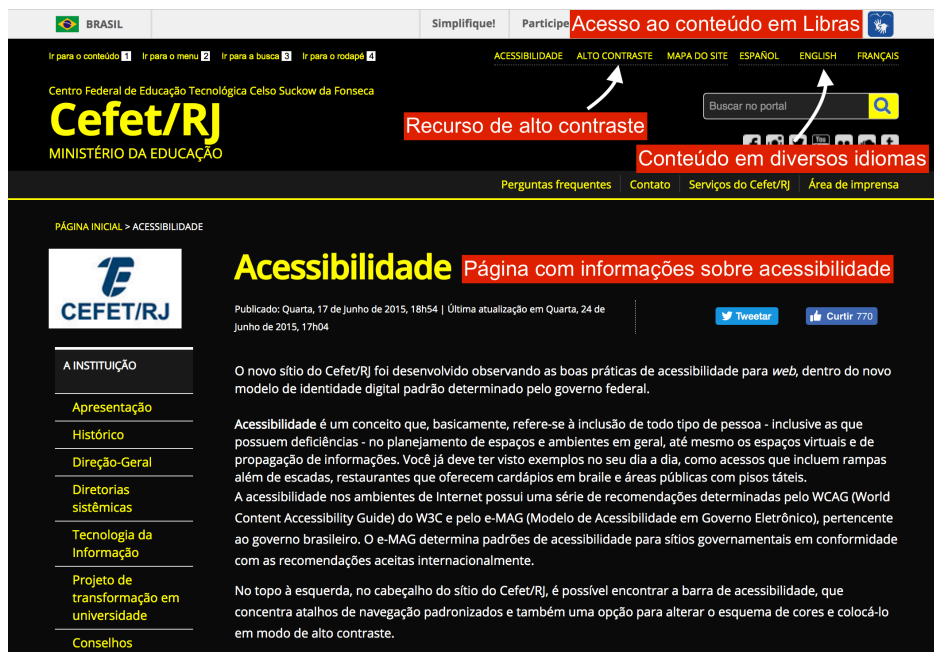 BRASIL
Simplifique!
Participe
Acesso ao conteúdo em Libras
Ir para o conteúdo 1
Ir para o menu 2
Ir para a busca 3
Ir para o rodapé 4
ACESSIBILIDADE
ALTO CONTRASTE
MAPA DO SITE
ESPAÑOL
ENGLISH
FRANÇAIS
Centro Federal de Educação Tecnológica Celso Suckow da Fonseca
Cefet/RJ
MINISTÉRIO DA EDUCAÇÃO
Buscar no portal
Recurso de alto contraste
You
Conteúdo em diversos idiomas
Perguntas frequentes
Contato
Serviços do Cefet/RJ
Área de imprensa
PÁGINA INICIAL > ACESSIBILIDADE
CEFET/RJ
Acessibilidade
Página com informações sobre acessibilidade
Publicado: Quarta, 17 de Junho de 2015, 18h54 | Última atualização em Quarta, 24 de
Junho de 2015, 17h04
Tweetar
Curtir 770
A INSTITUIÇÃO
Apresentação
Histórico
Direção-Geral
Diretorias
sistêmicas
Tecnologia da
Informação
Projeto de
transformação em
universidade
Conselhos
O novo sítio do Cefet/RJ foi desenvolvido observando as boas práticas de acessibilidade para web, dentro do novo
modelo de identidade digital padrão determinado pelo governo federal.
Acessibilidade é um conceito que, basicamente, refere-se à inclusão de todo tipo de pessoa - inclusive as que
possuem deficiências - no planejamento de espaços e ambientes em geral, até mesmo os espaços virtuais e de
propagação de informações. Você já deve ter visto exemplos no seu dia a dia, como acessos que incluem rampas
além de escadas, restaurantes que oferecem cardápios em braile e áreas públicas com pisos táteis.
A acessibilidade nos ambientes de Internet possui uma série de recomendações determinadas pelo WCAG (World
Content Accessibility Guide) do W3C e pelo e-MAG (Modelo de Acessibilidade em Governo Eletrônico), pertencente
ao governo brasileiro. O e-MAG determina padrões de acessibilidade para sítios governamentais em conformidade
com as recomendações aceitas internacionalmente.
No topo à esquerda, no cabeçalho do sítio do Cefet/RJ, é possível encontrar a barra de acessibilidade, que
concentra atalhos de navegação padronizados e também uma opção para alterar o esquema de cores e colocá-lo
em modo de alto contraste.